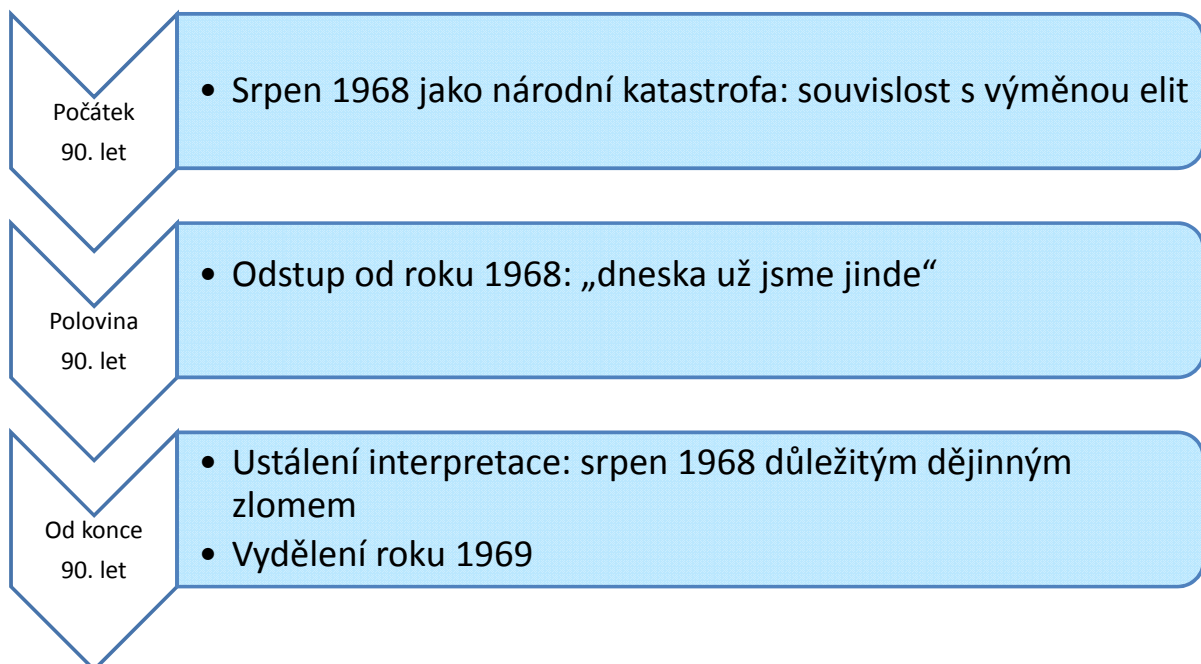 Počátek
90. let
• Srpen 1968 jako národní katastrofa: souvislost s výměnou elit
Polovina
90. let
• Odstup od roku 1968: „dneska už jsme jinde“
Od konce
90. let
• Ustálení interpretace: srpen 1968 důležitým dějinným
zlomem
• Vydělení roku 1969